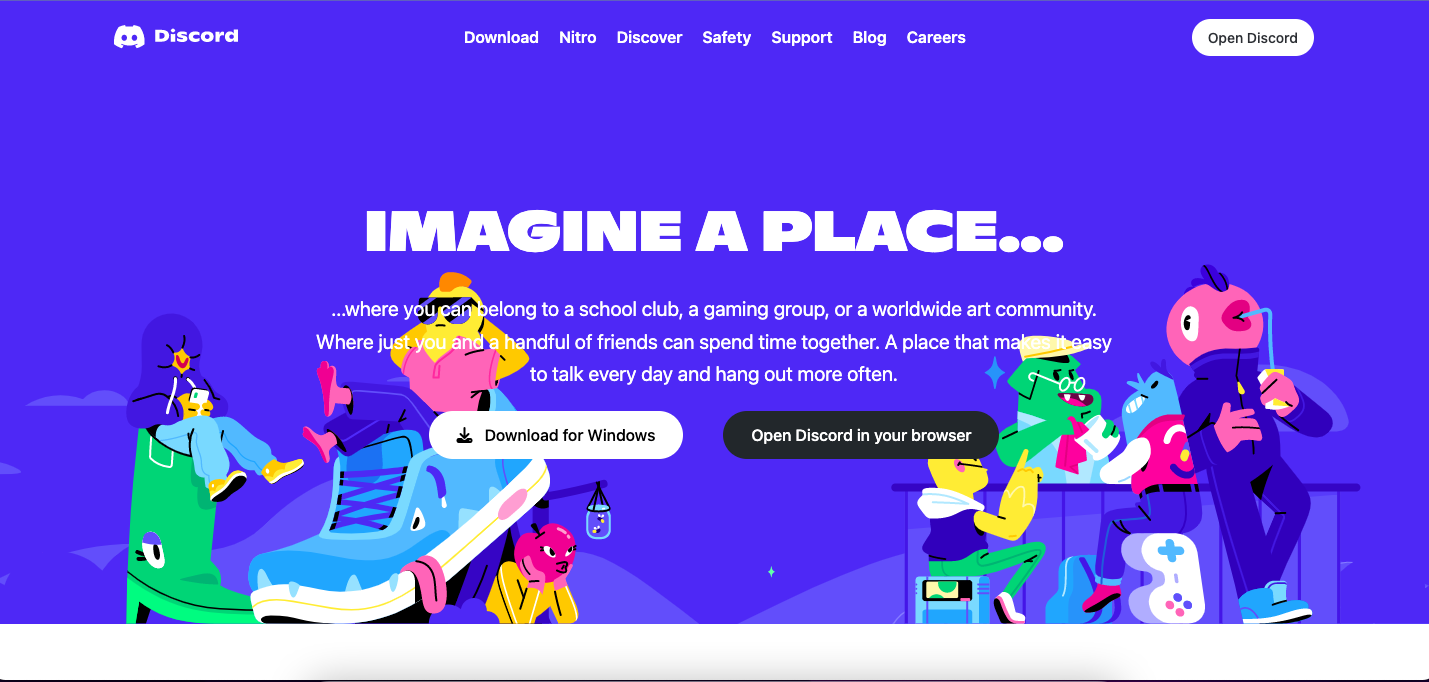 Discord
Download Nitro Discover Safety Support Blog Careers
Open Discord
IMAGINE A PLACE...
...where you can belong to a school club, a gaming group, or a worldwide art community.
Where just you and a handful of friends can spend time together. A place that makes it easy
to talk every day and hang out more often.
Download for Windows
Open Discord in your browser